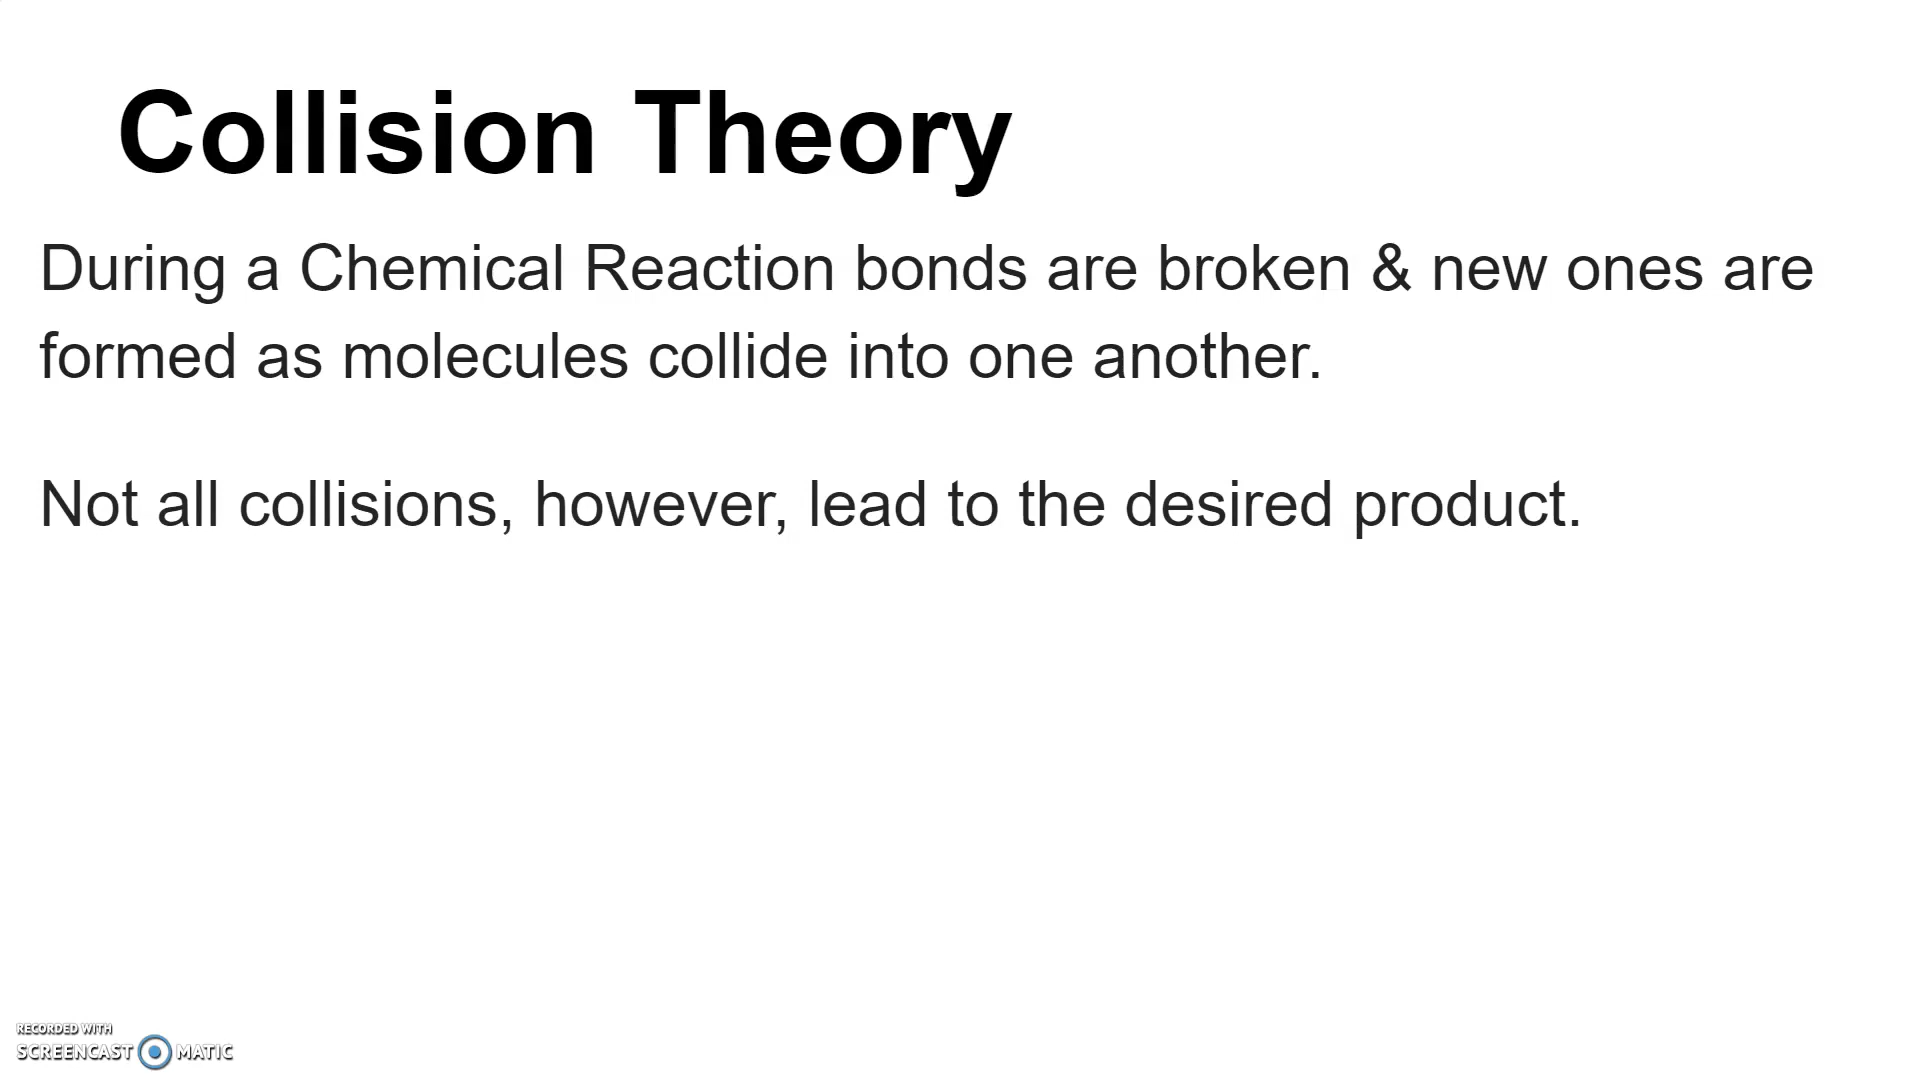 Collision Theory
During a Chemical Reaction bonds are broken & new ones are
formed as molecules collide into one another.
Not all collisions, however, lead to the desired product.
RECORDED WITH
SCREENCAST MATIC